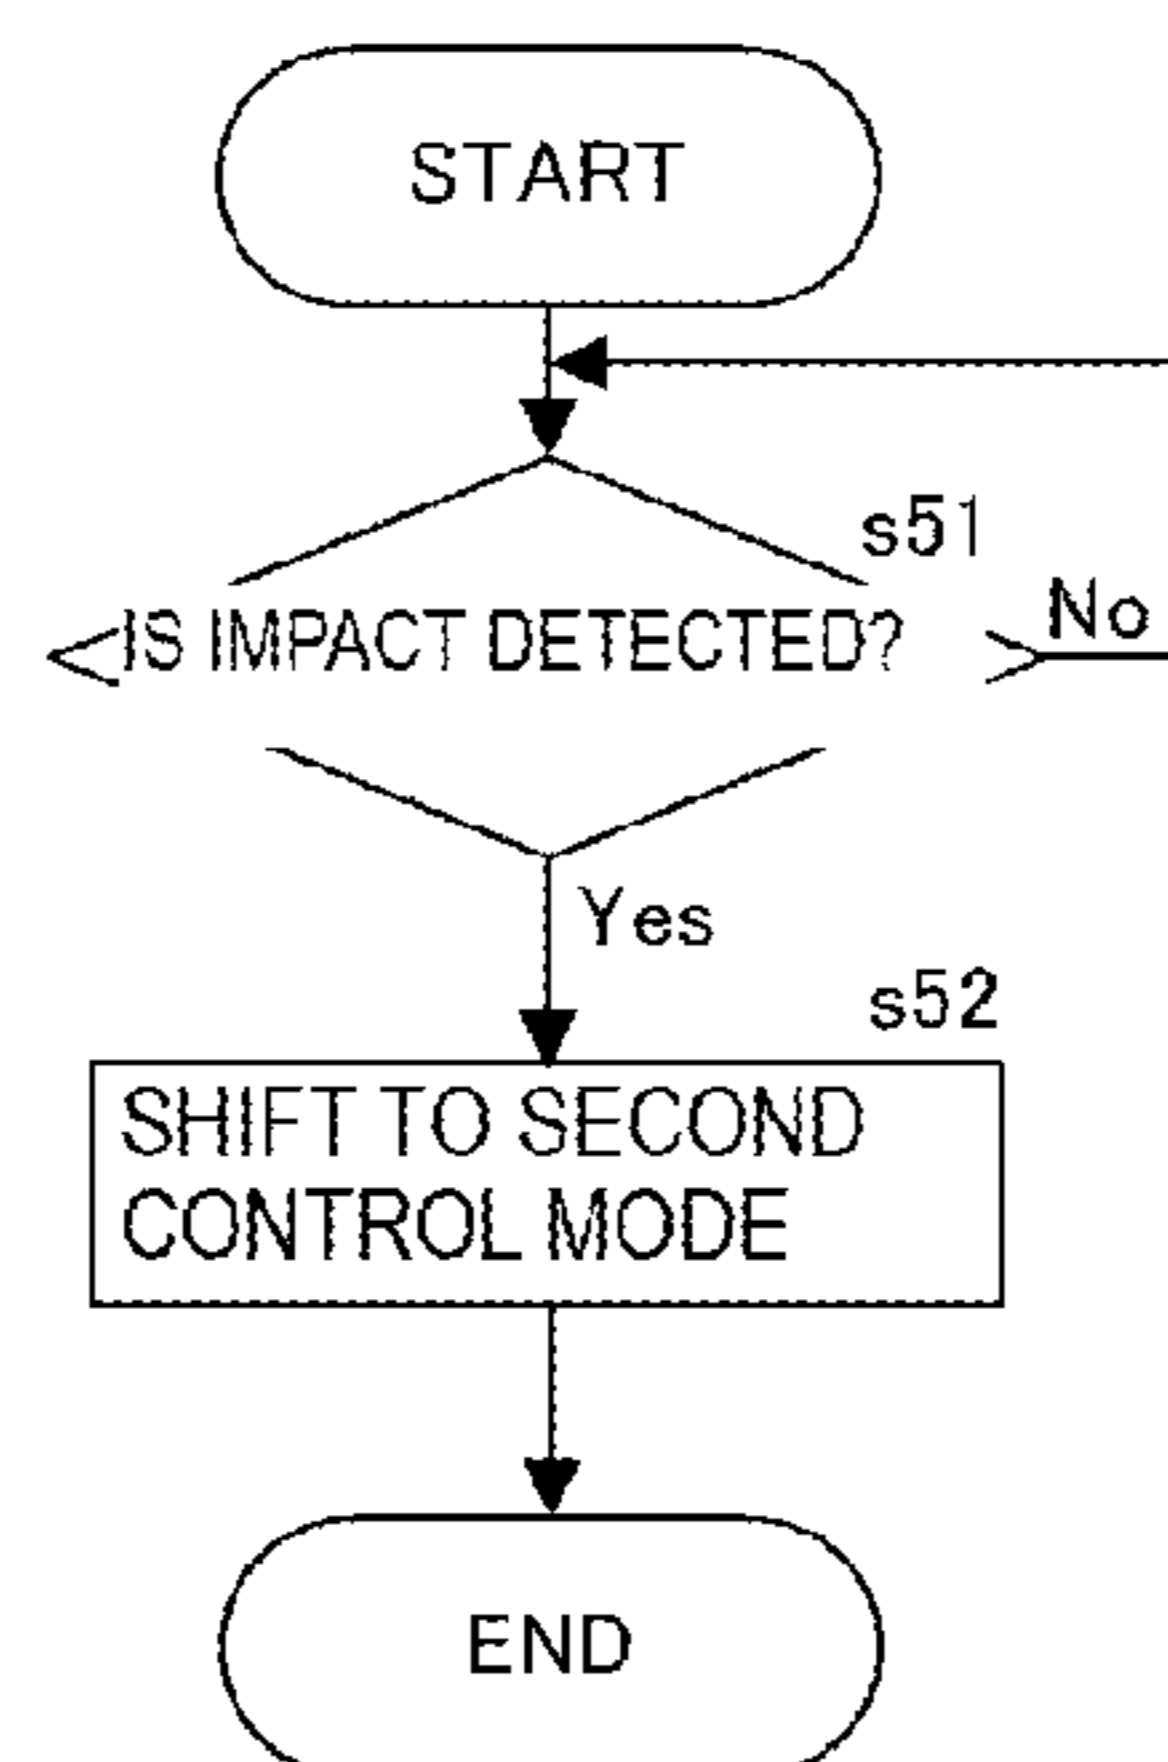 START
s51
IS IMPACT DETECTED?
No
Yes
s52
SHIFT TO SECOND
CONTROL MODE
END